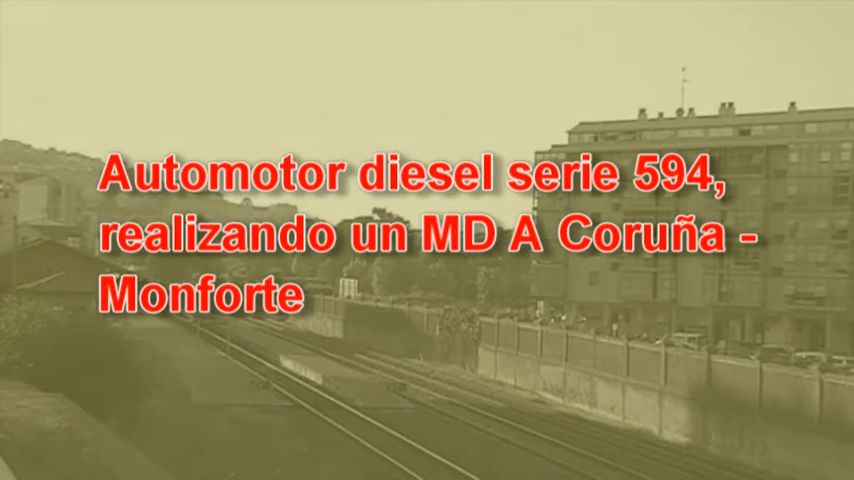 Automotor diesel serie 594,
realizando un MD A Coruña -
Monforte